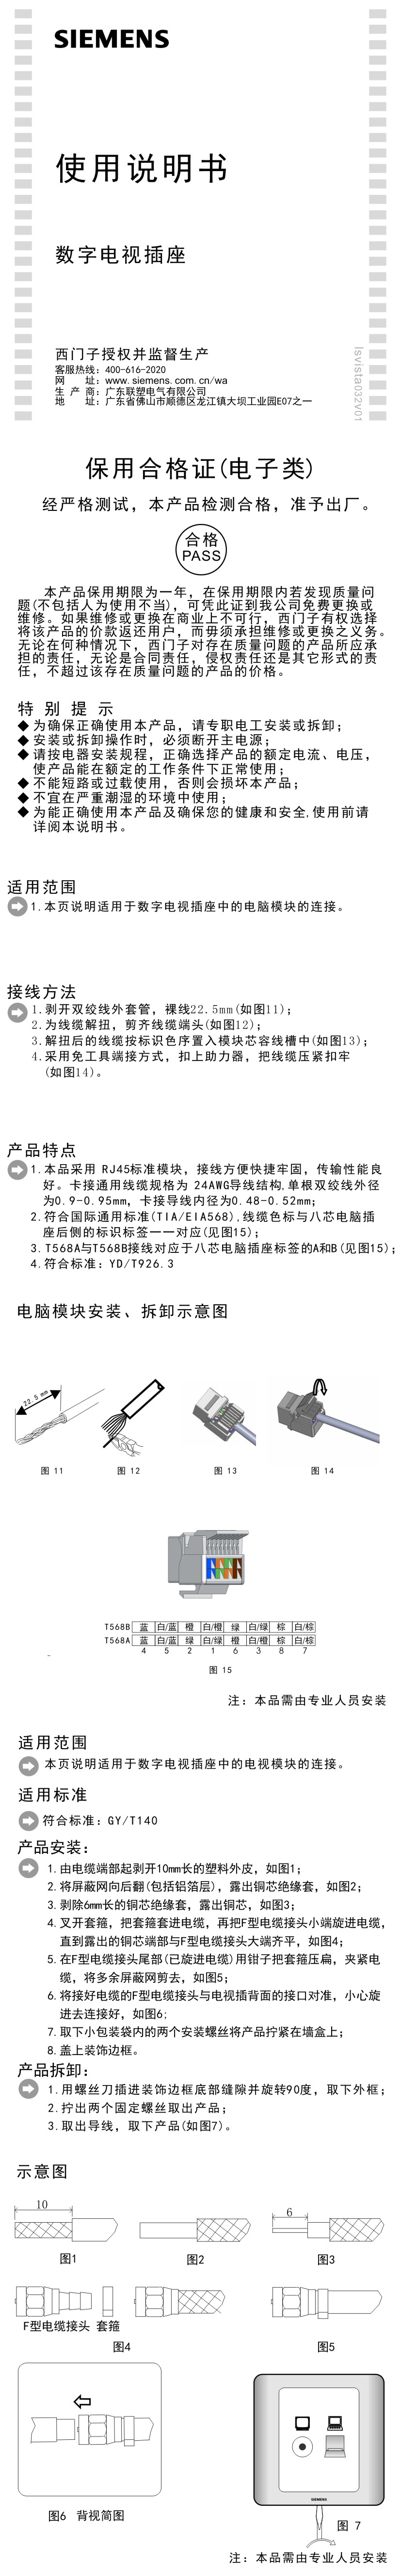 SIEMENS
使用说明书
数字电视插座
西门子授权并监督生产
客服热线：400-616-2020
网 址：www.siemens.com.cn/wa
生 产 商：广东联塑电气有限公司
地 址：广东省佛山市顺德区龙江镇大坝工业园E07之一
lsvista032v01
保用合格证(电子类)
经严格测试，本产品检测合格，准予出厂。
合格
PASS
本产品保用期限为一年，在保用期限内若发现质量问
题(不包括人为使用不当)，可凭此证到我公司免费更换或
维修。如果维修或更换在商业上不可行，西门子有权选择
将该产品的价款返还用户，而毋须承担维修或更换之义务。
无论在何种情况下，西门子对存在质量问题的产品所应承
担的责任，无论是合同责任，侵权责任还是其它形式的责
任，不超过该存在质量问题的产品的价格。
特 别 提 示
◆ 为确保正确使用本产品，请专职电工安装或拆卸；
◆ 安装或拆卸操作时，必须断开主电源；
◆ 请按电器安装规程，正确选择产品的额定电流、电压，
使产品能在额定的工作条件下正常使用；
◆ 不能短路或过载使用，否则会损坏本产品；
◆ 不宜在严重潮湿的环境中使用；
◆ 为能正确使用本产品及确保您的健康和安全,使用前请
详阅本说明书。
适用范围
1.本页说明适用于数字电视插座中的电脑模块的连接。
接线方法
1.剥开双绞线外套管，裸线22.5mm(如图11)；
2.为线缆解扭，剪齐线缆端头(如图12)；
3.解扭后的线缆按标识色序置入模块芯容线槽中(如图13)；
4.采用免工具端接方式，扣上助力器，把线缆压紧扣牢
(如图14)。
产品特点
1.本品采用 RJ45标准模块，接线方便快捷牢固，传输性能良
好。卡接通用线缆规格为 24AWG导线结构,单根双绞线外径
为0.9-0.95mm，卡接导线内径为0.48-0.52mm；
2.符合国际通用标准(TIA/EIA568),线缆色标与八芯电脑插
座后侧的标识标签一一对应(见图15)；
3.T568A与T568B接线对应于八芯电脑插座标签的A和B(见图15)；
4.符合标准：YD/T926.3
电脑模块安装、拆卸示意图
22.5 mm
图 11 图 12 图 13 图 14
T568B 蓝 白/蓝 橙 白/橙 绿 白/绿 棕 白/棕
T568A 蓝 白/蓝 绿 白/绿 橙 白/橙 棕 白/棕
4 5 2 1 6 3 8 7
图 15
注：本品需由专业人员安装
适用范围
本页说明适用于数字电视插座中的电视模块的连接。
适用标准
符合标准：GY/T140
产品安装：
1.由电缆端部起剥开10mm长的塑料外皮，如图1；
2.将屏蔽网向后翻(包括铝箔层)，露出铜芯绝缘套，如图2；
3.剥除6mm长的铜芯绝缘套，露出铜芯，如图3；
4.叉开套箍，把套箍套进电缆，再把F型电缆接头小端旋进电缆，
直到露出的铜芯端部与F型电缆接头大端齐平，如图4；
5.在F型电缆接头尾部(已旋进电缆)用钳子把套箍压扁，夹紧电
缆，将多余屏蔽网剪去，如图5；
6.将接好电缆的F型电缆接头与电视插背面的接口对准，小心旋
进去连接好，如图6；
7.取下小包装袋内的两个安装螺丝将产品拧紧在墙盒上；
8.盖上装饰边框。
产品拆卸：
1.用螺丝刀插进装饰边框底部缝隙并旋转90度，取下外框；
2.拧出两个固定螺丝取出产品；
3.取出导线，取下产品(如图7)。
示意图
10
6
图1 图2 图3
F型电缆接头 套箍
图4 图5
SIEMENS
图6 背视简图
图 7
注：本品需由专业人员安装